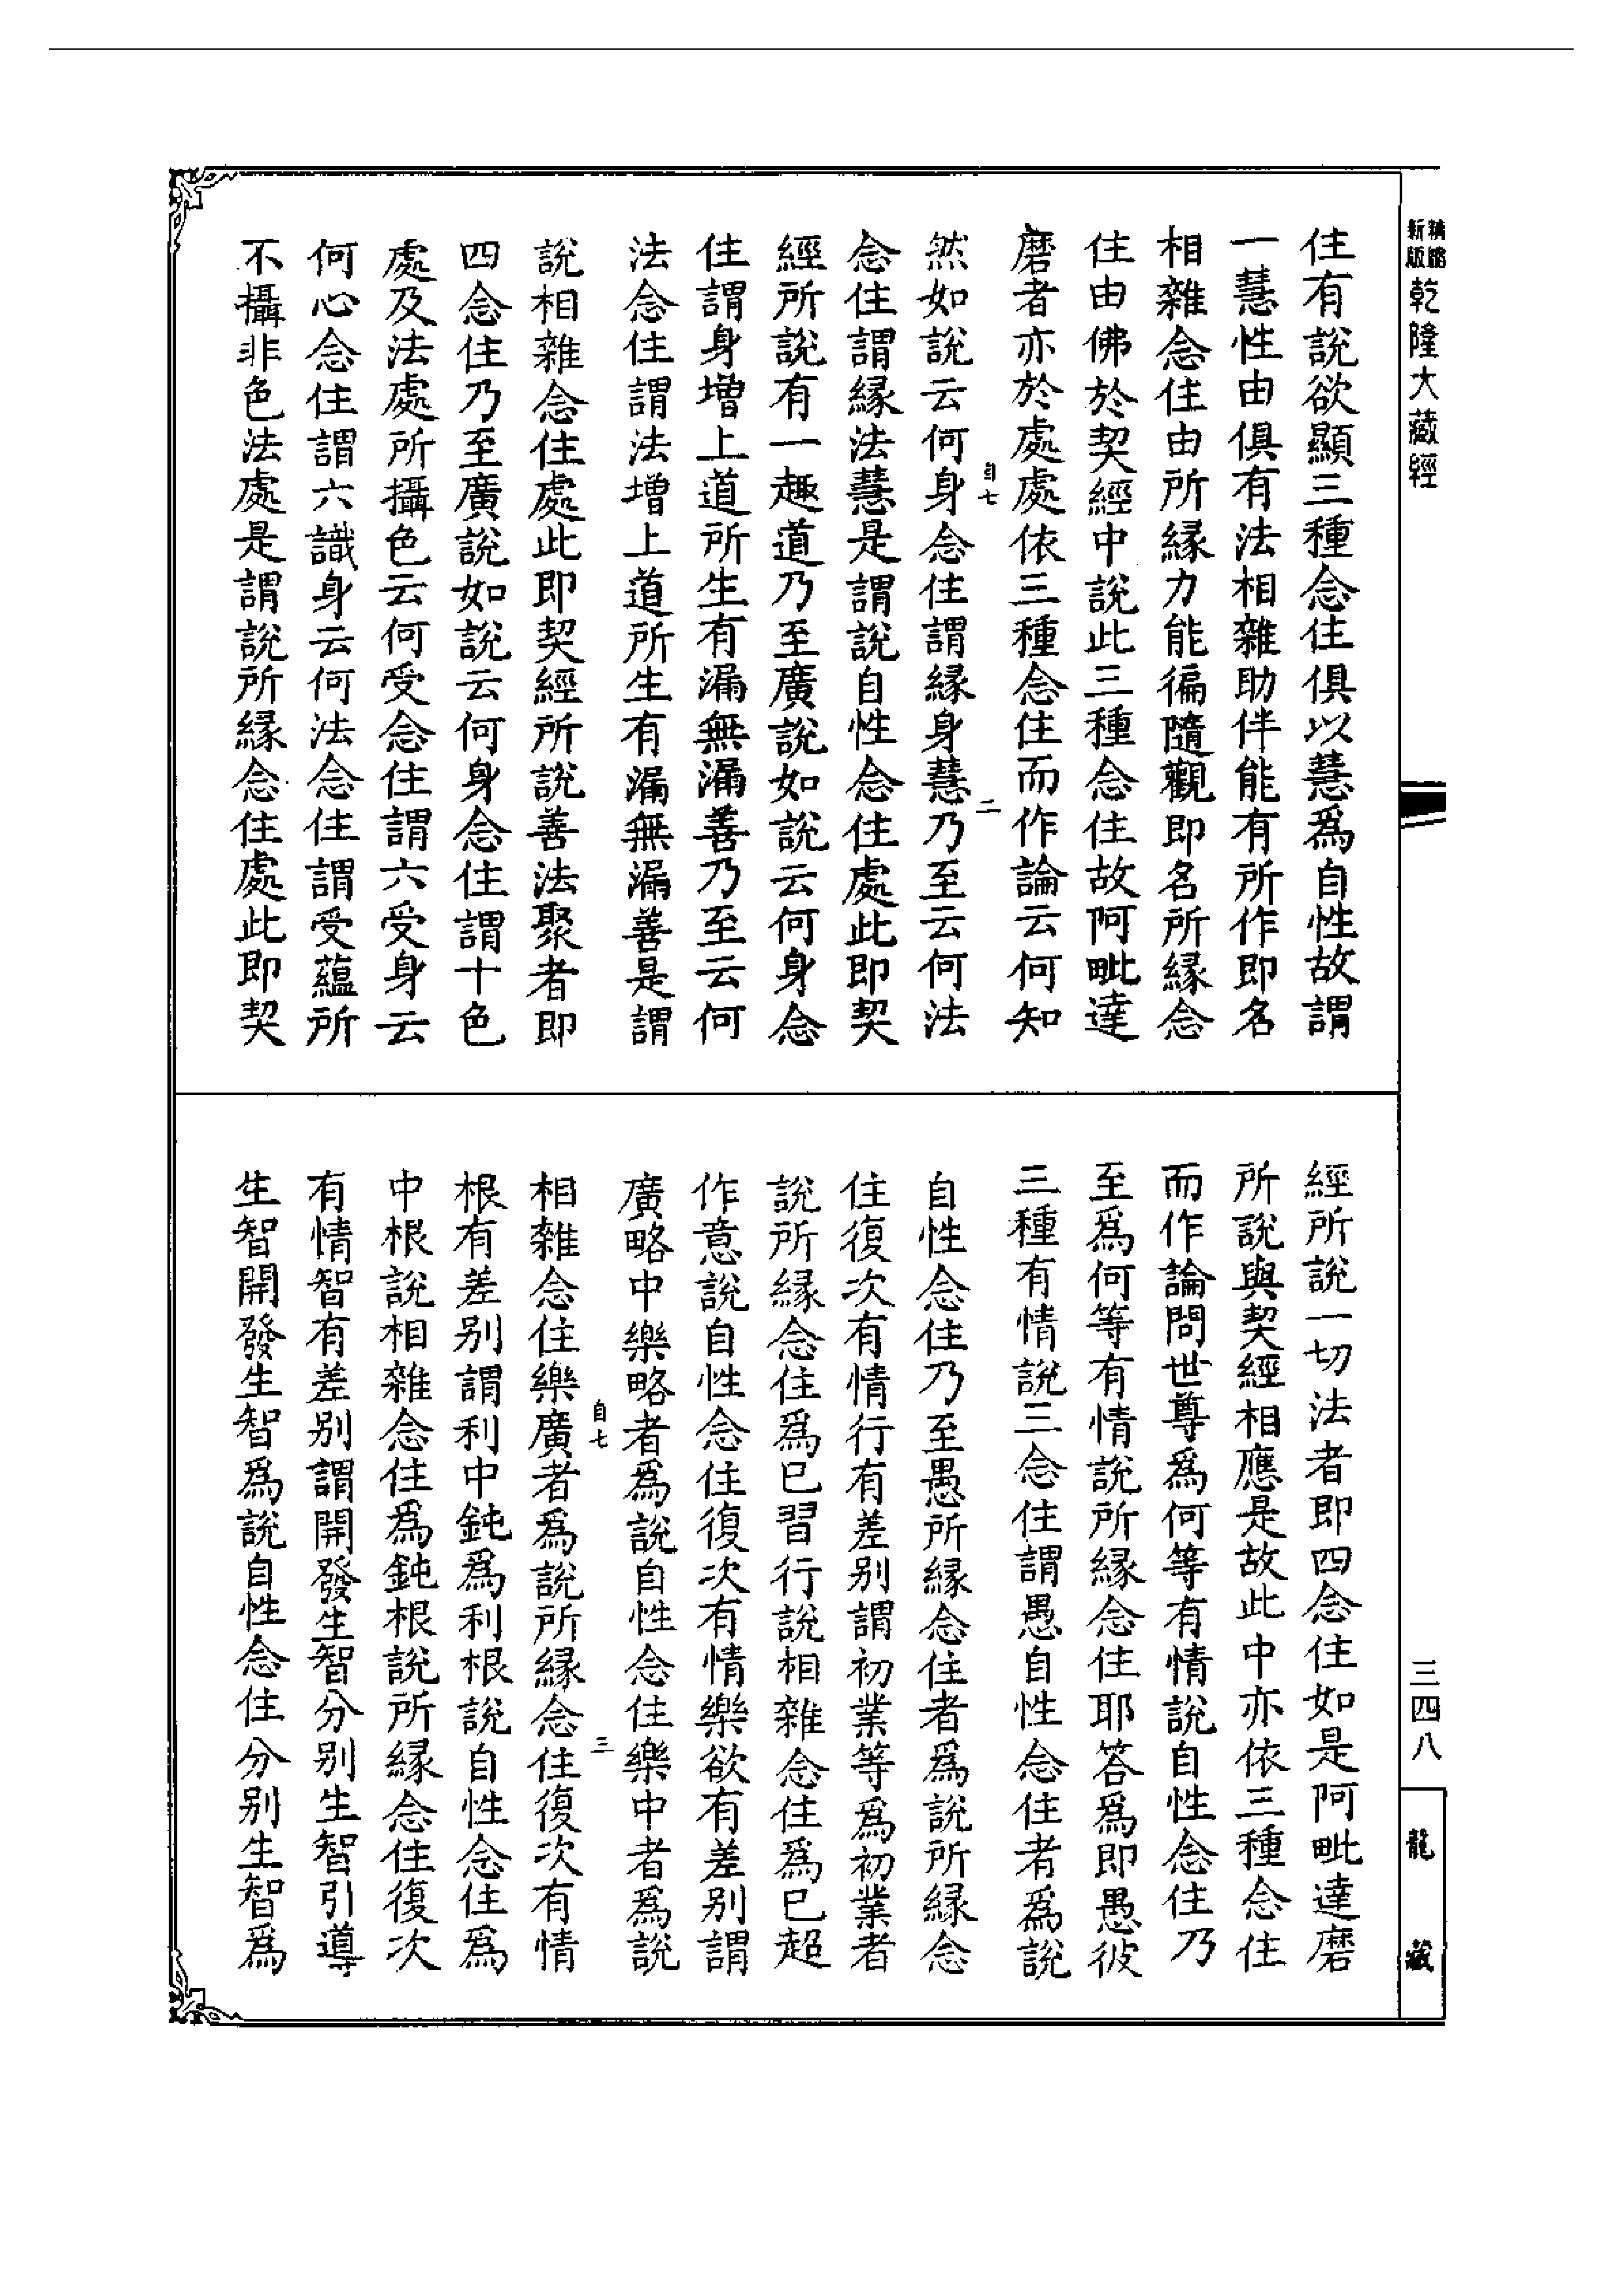 新版
精縮
乾隆大藏經
住有說欲顯三種念住俱以慧爲自性故謂
一慧性由俱有法相雜助伴能有所作即名
相雜念住由所緣力能徧隨觀即名所緣念
住由佛於契經中說此三種念住故阿毗達
磨者亦於處處依三種念住而作論云何知
自七
二
然如說云何身念住謂緣身慧乃至云何法
念住謂緣法慧是謂說自性念住處此即契
經所說有一趣道乃至廣說如說云何身念
住謂身增上道所生有漏無漏善乃至云何
法念住謂法增上道所生有漏無漏善是謂
說相雜念住處此即契經所說善法聚者即
四念住乃至廣說如說云何身念住謂十色
處及法處所攝色云何受念住謂六受身云
何心念住謂六識身云何法念住謂受蘊所
不攝非色法處是謂說所緣念住處此即契
經所說一切法者即四念住如是阿毗達磨
所說與契經相應是故此中亦依三種念住
而作論問世尊爲何等有情說自性念住乃
至爲何等有情說所緣念住耶答爲即愚彼
三種有情說三念住謂愚自性念住者爲說
自性念住乃至愚所緣念住者爲說所緣念
住復次有情行有差別謂初業等爲初業者
說所緣念住爲已習行說相雜念住爲已超
作意說自性念住復次有情樂欲有差別謂
廣略中樂略者爲說自性念住樂中者爲說
自七
三
相雜念住樂廣者爲說所緣念住復次有情
根有差別謂利中鈍爲利根說自性念住爲
中根說相雜念住爲鈍根說所緣念住復次
有情智有差別謂開發生智分別生智引導
生智開發生智爲說自性念住分別生智爲
三四八
龍藏